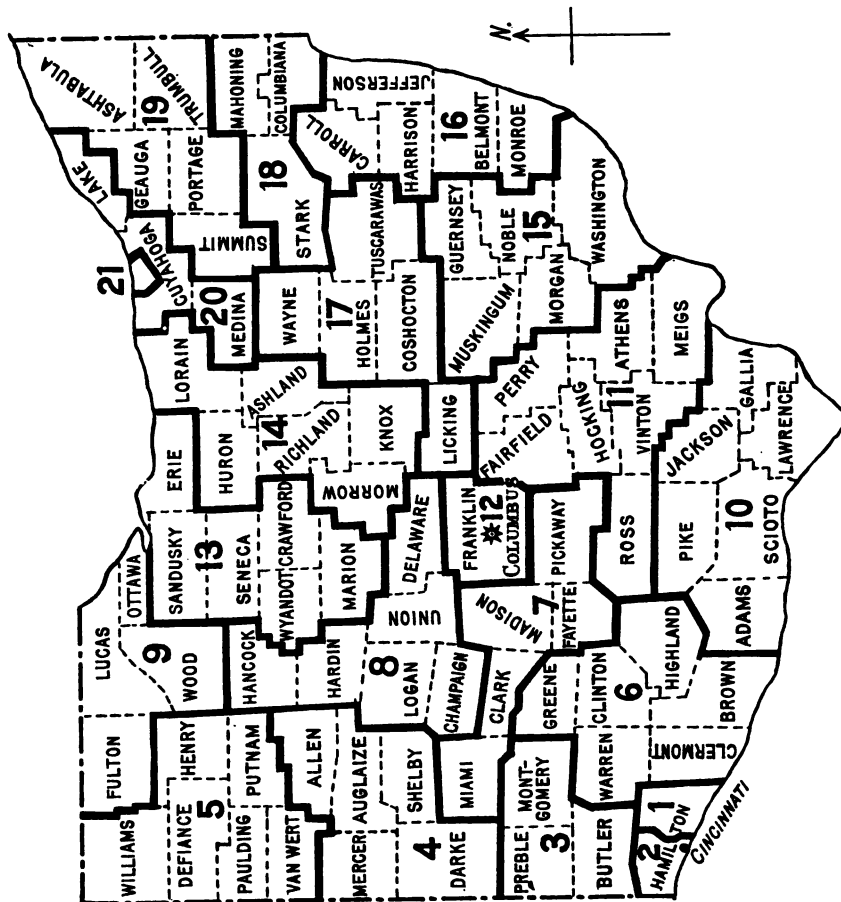 N.
ASHTABULA
19
TRUMBULL
LAKE
GEAUGA
PORTAGE
MAHONING
COLUMBIANA
18
STARK
SUMMIT
21
CUYAHOGA
20
MEDINA
LORAIN
WAYNE
17
HOLMES
TUSCARAWAS
COSHOCTON
CARROLL
JEFFERSON
HARRISON
16
BELMONT
MONROE
GUERNSEY
NOBLE
15
WASHINGTON
MUSKINGUM
MORGAN
ASHLAND
14
RICHLAND
HURON
ERIE
KNOX
MORROW
LICKING
PERRY
FAIRFIELD
HOCKING
11
ATHENS
MEIGS
VINTON
GALLIA
JACKSON
LAWRENCE
10
SCIOTO
PIKE
ROSS
ADAMS
OTTAWA
SANDUSKY
13
SENECA
WYANDOT
CRAWFORD
MARION
DELAWARE
FRANKLIN
12
COLUMBUS
PICKAWAY
MADISON
7
FAYETTE
UNION
LUCAS
9
WOOD
HANCOCK
HARDIN
8
LOGAN
CHAMPAIGN
CLARK
GREENE
CLINTON
6
HIGHLAND
BROWN
CLERMONT
WARREN
FULTON
WILLIAMS
HENRY
DEFIANCE
5
PUTNAM
PAULDING
VAN WERT
ALLEN
AUGLAIZE
MERCER
SHELBY
4
DARKE
MIAMI
MONT-
GOMERY
PREBLE
3
BUTLER
1
2
HAMILTON
CINCINNATI